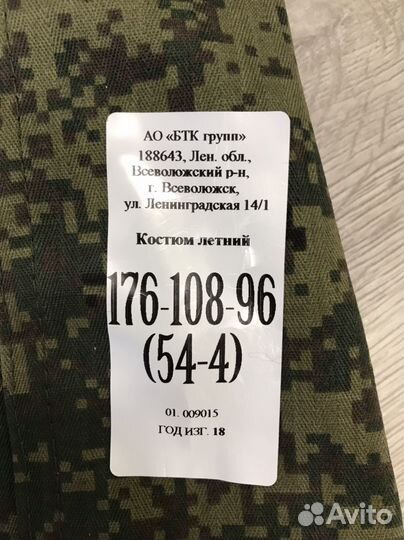 АО «БТК групп»
188643, Лен. обл.,
Всеволожский р-н,
г. Всеволожск,
ул. Ленинградская 14/1
Костюм летний
176-108-96
(54-4)
01. 009015
ГОД ИЗГ. 18
Avito